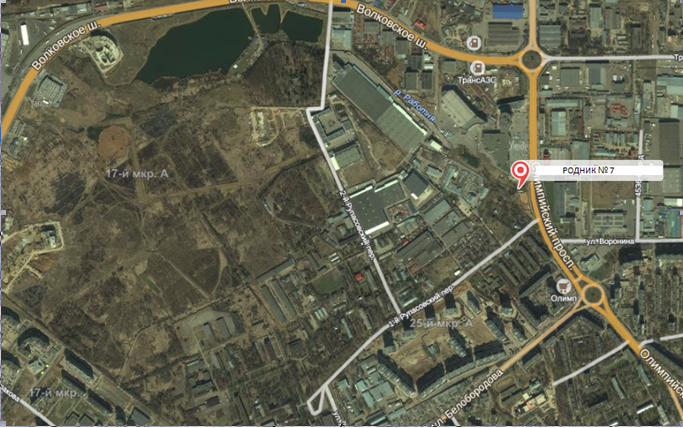 Волковское ш.
Волковское ш.
ТрансАЗС
р. Работня
17-й мкр. А
РОДНИК № 7
2-й Рупасовский пер.
Олимпийский просп.
ул. Воронина
Олимп
1-й Рупасовский пер.
25-й мкр. А
17-й мкр. А
ул. Белобородова
Олимпийски